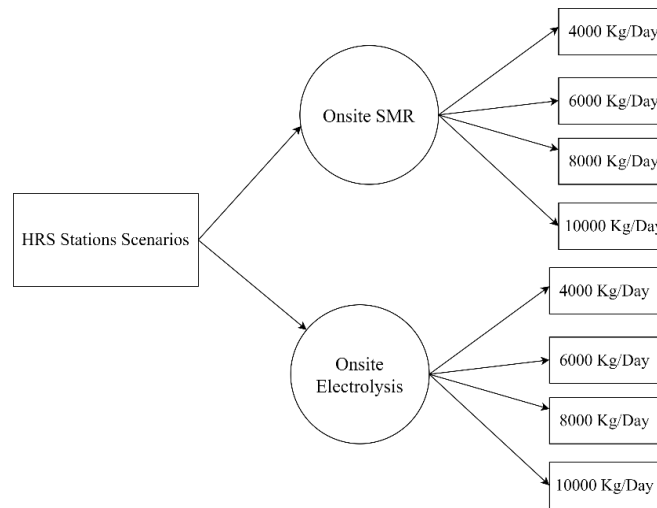 HRS Stations Scenarios
Onsite SMR
4000 Kg/Day
6000 Kg/Day
8000 Kg/Day
10000 Kg/Day
Onsite
Electrolysis
4000 Kg/Day
6000 Kg/Day
8000 Kg/Day
10000 Kg/Day